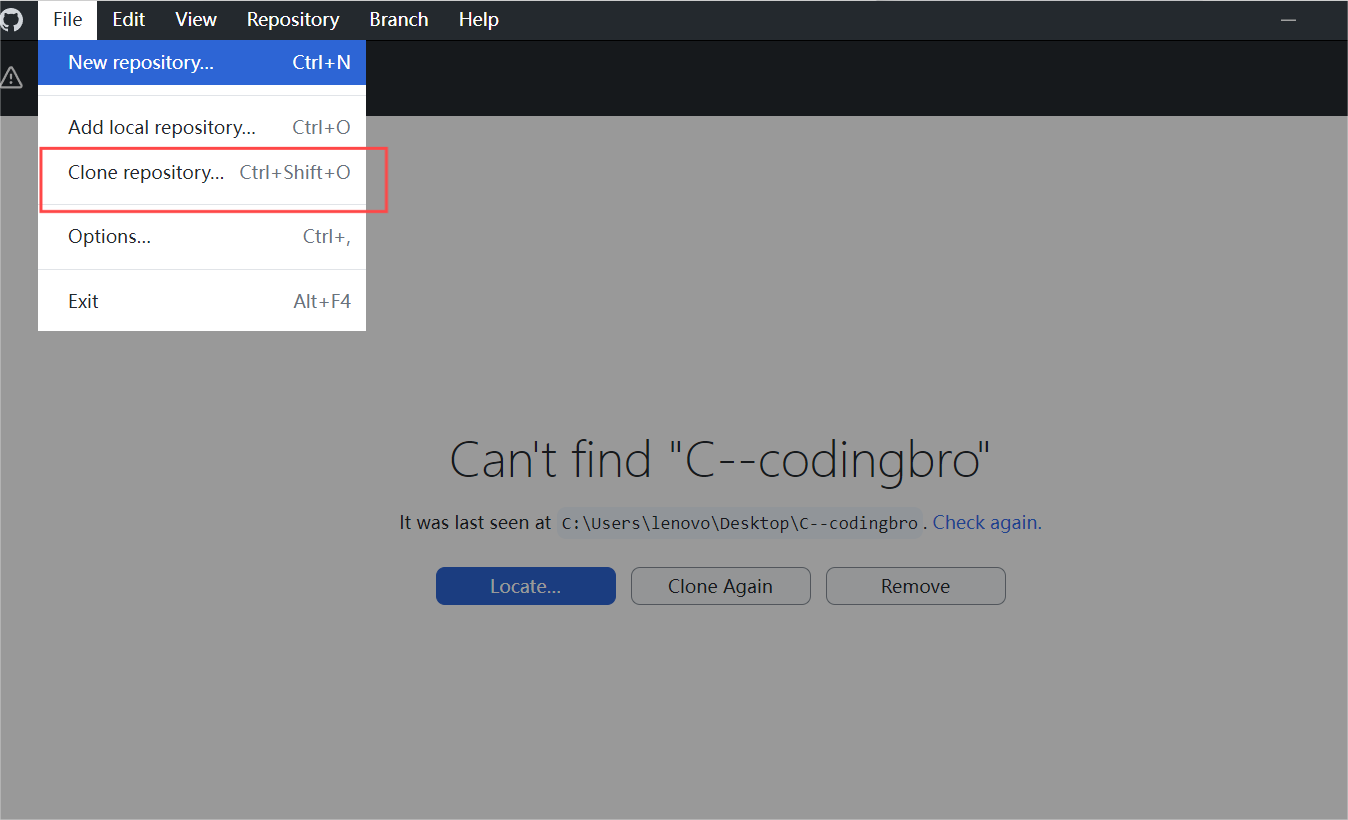 File Edit View Repository Branch Help
New repository... Ctrl+N
Add local repository... Ctrl+O
Clone repository... Ctrl+Shift+O
Options... Ctrl+,
Exit Alt+F4
Can't find "C--codingbro"
It was last seen at C:\Users\lenovo\Desktop\C--codingbro. Check again.
Locate... Clone Again Remove